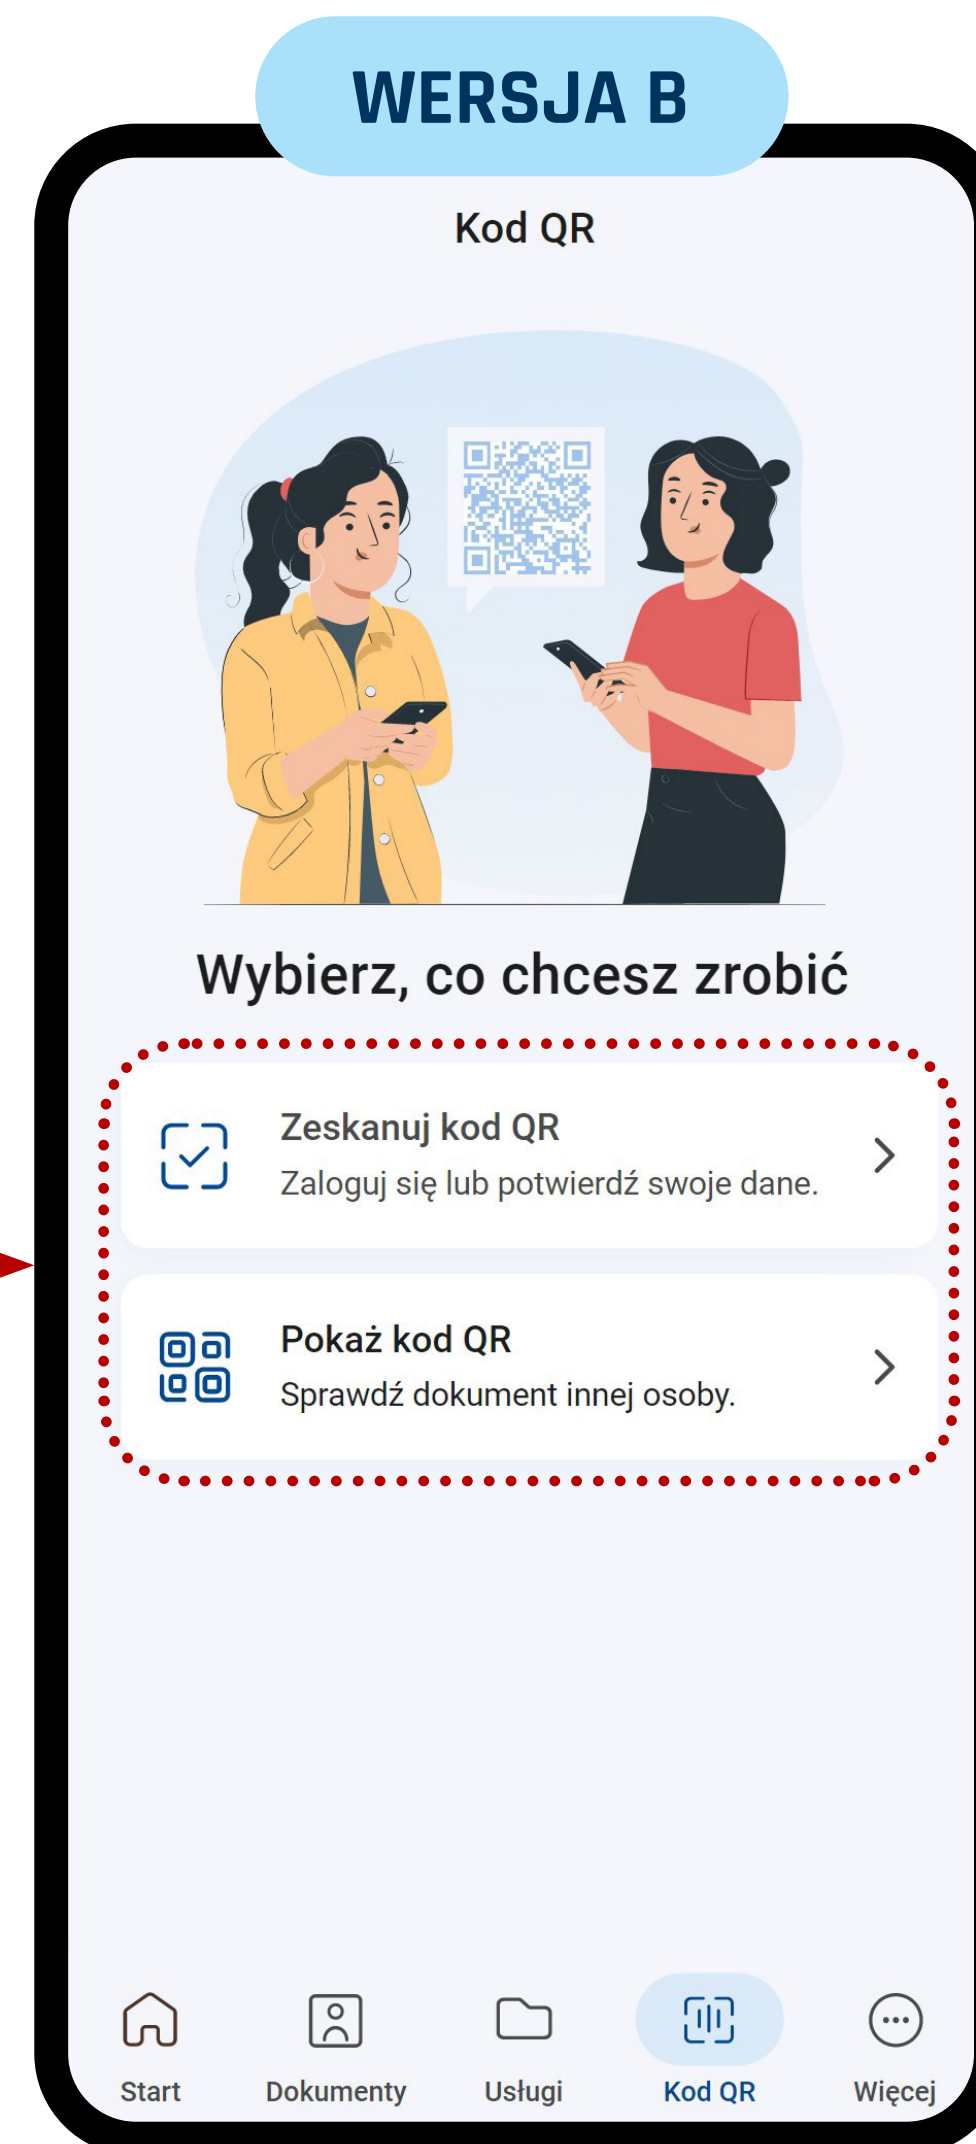 WERSJA B
Kod QR
Wybierz, co chcesz zrobić
Zeskanuj kod QR
Zaloguj się lub potwierdź swoje dane.
Pokaż kod QR
Sprawdź dokument innej osoby.
Start
Dokumenty
Usługi
Kod QR
Więcej